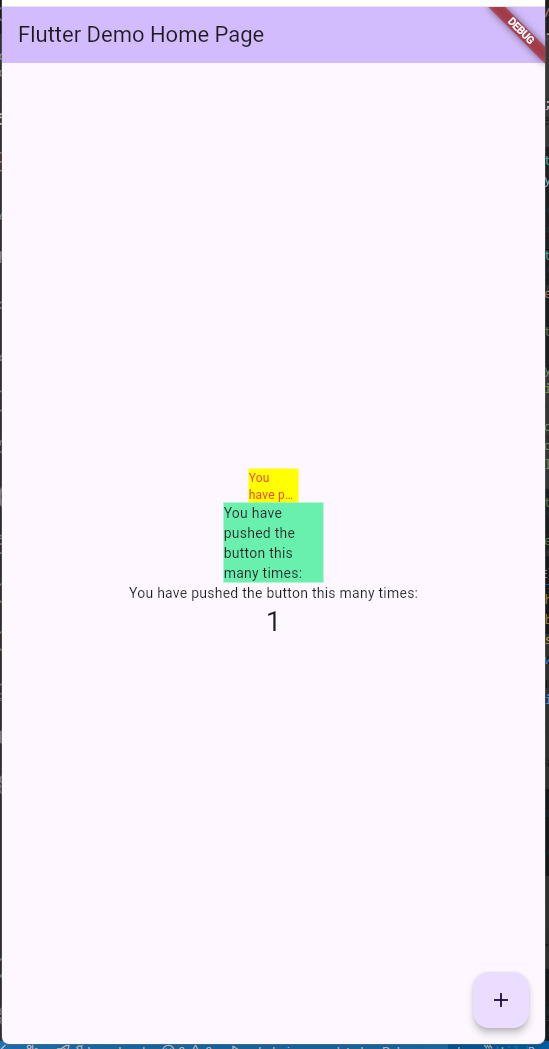 Flutter Demo Home Page
DEBUG
You
have p...
You have
pushed the
button this
many times:
You have pushed the button this many times:
1
+